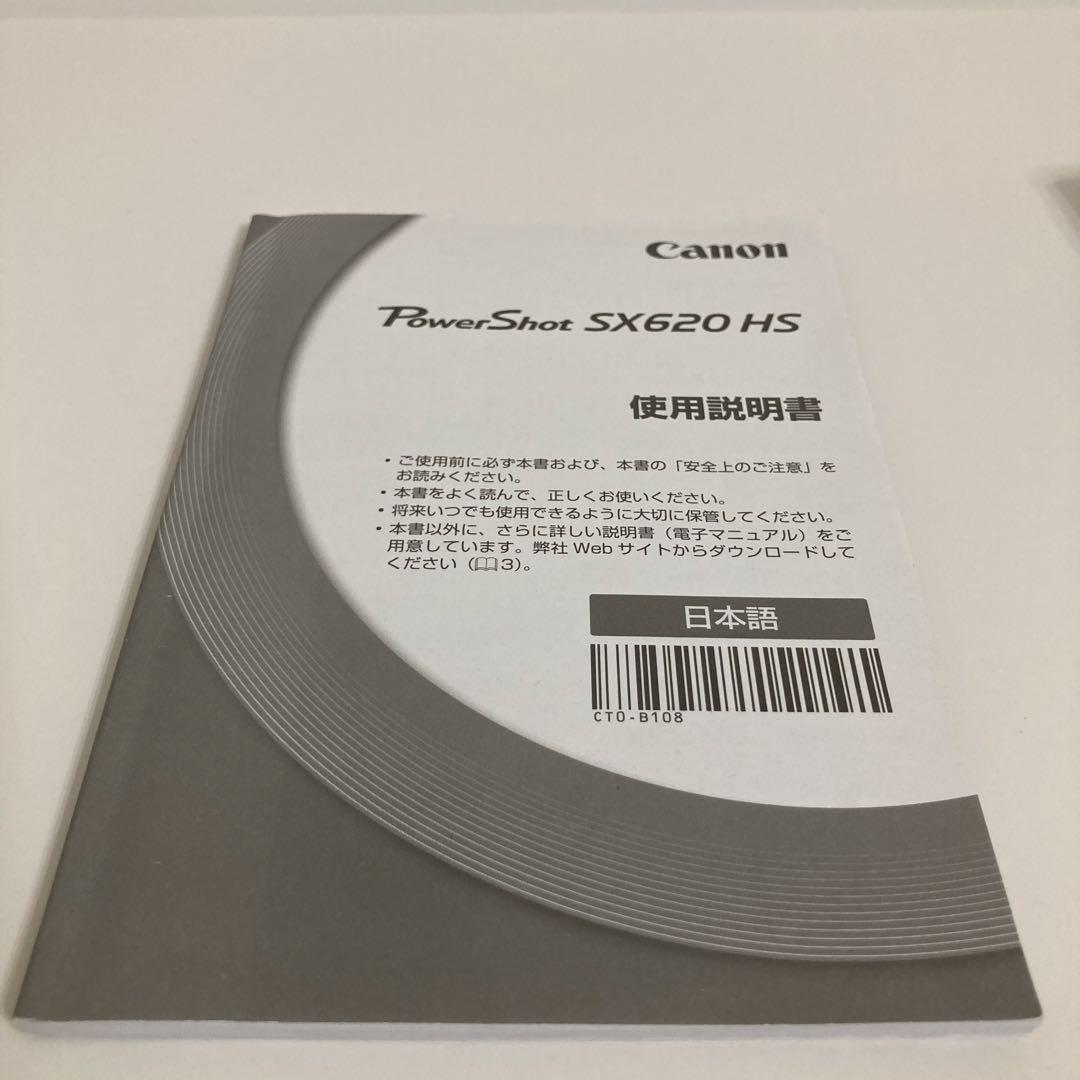 Canon
PowerShot SX620 HS
使用説明書
・ご使用前に必ず本書および、本書の「安全上のご注意」を
お読みください。
・本書をよく読んで、正しくお使いください。
・将来いつでも使用できるように大切に保管してください。
・本書以外に、さらに詳しい説明書（電子マニュアル）をご
用意しています。弊社 Web サイトからダウンロードして
ください（📖3）。
日本語
CT0-B108